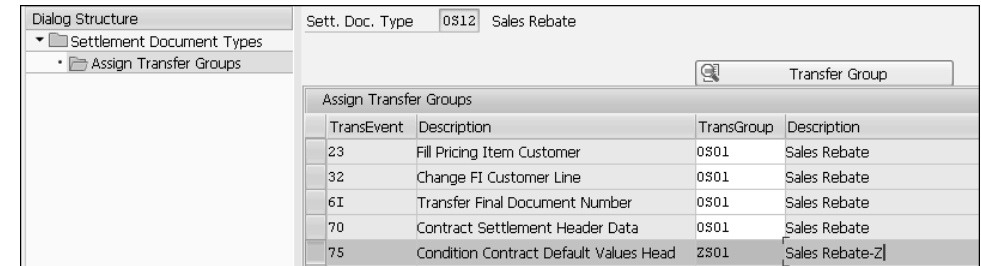 Dialog Structure
Settlement Document Types
Assign Transfer Groups
Sett. Doc. Type 0S12 Sales Rebate
Transfer Group
Assign Transfer Groups
TransEvent Description TransGroup Description
23 Fill Pricing Item Customer 0S01 Sales Rebate
32 Change FI Customer Line 0S01 Sales Rebate
6I Transfer Final Document Number 0S01 Sales Rebate
70 Contract Settlement Header Data 0S01 Sales Rebate
75 Condition Contract Default Values Head ZS01 Sales Rebate-Z